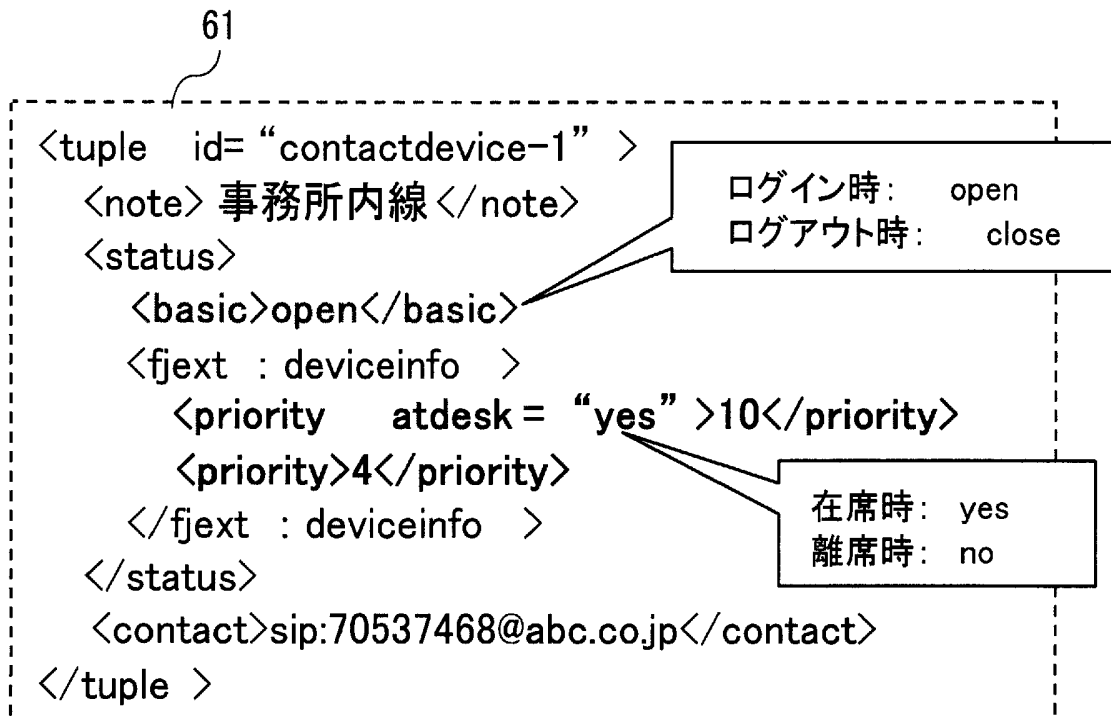 61
<tuple id= “contactdevice-1” >
<note> 事務所内線 </note>
<status>
<basic>open</basic>
<fjext : deviceinfo >
<priority atdesk = “yes” >10</priority>
<priority>4</priority>
</fjext : deviceinfo >
</status>
<contact>sip:70537468@abc.co.jp</contact>
</tuple >
ログイン時: open
ログアウト時: close
在席時: yes
離席時: no